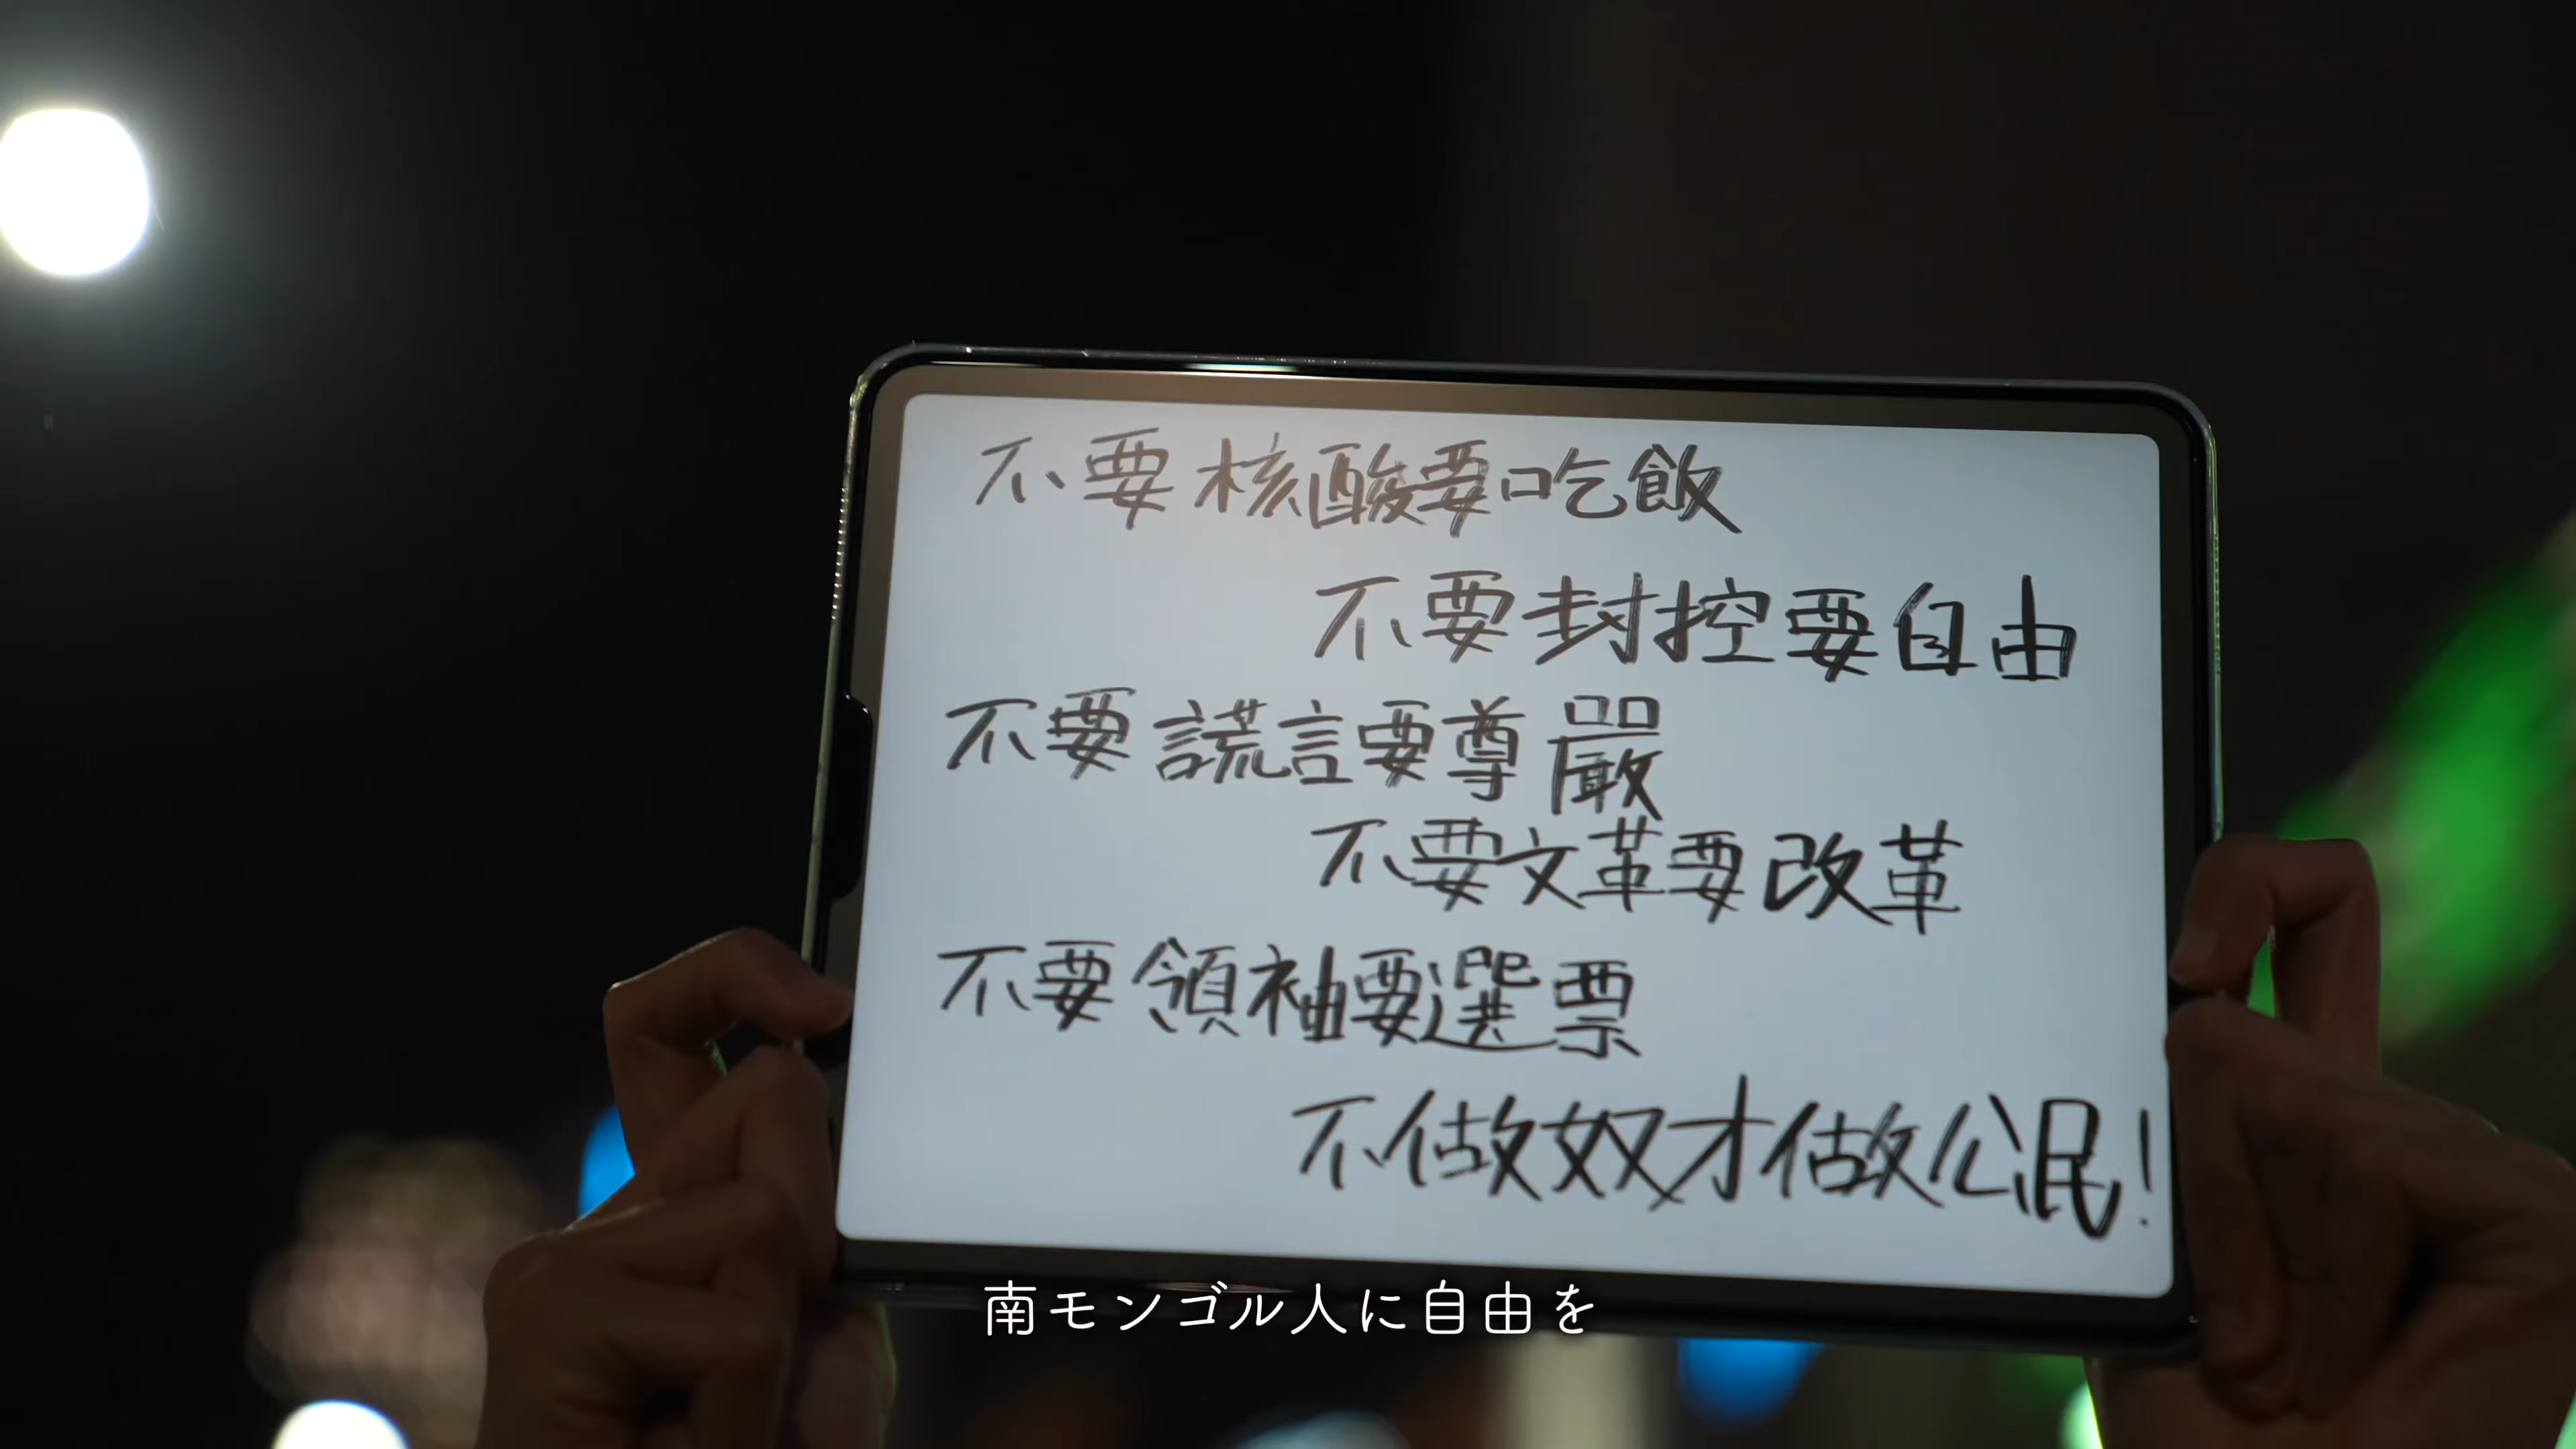 不要核酸要吃飯
不要封控要自由
不要謊言要尊嚴
不要文革要改革
不要領袖要選票
不做奴才做公民!
南モンゴル人に自由を